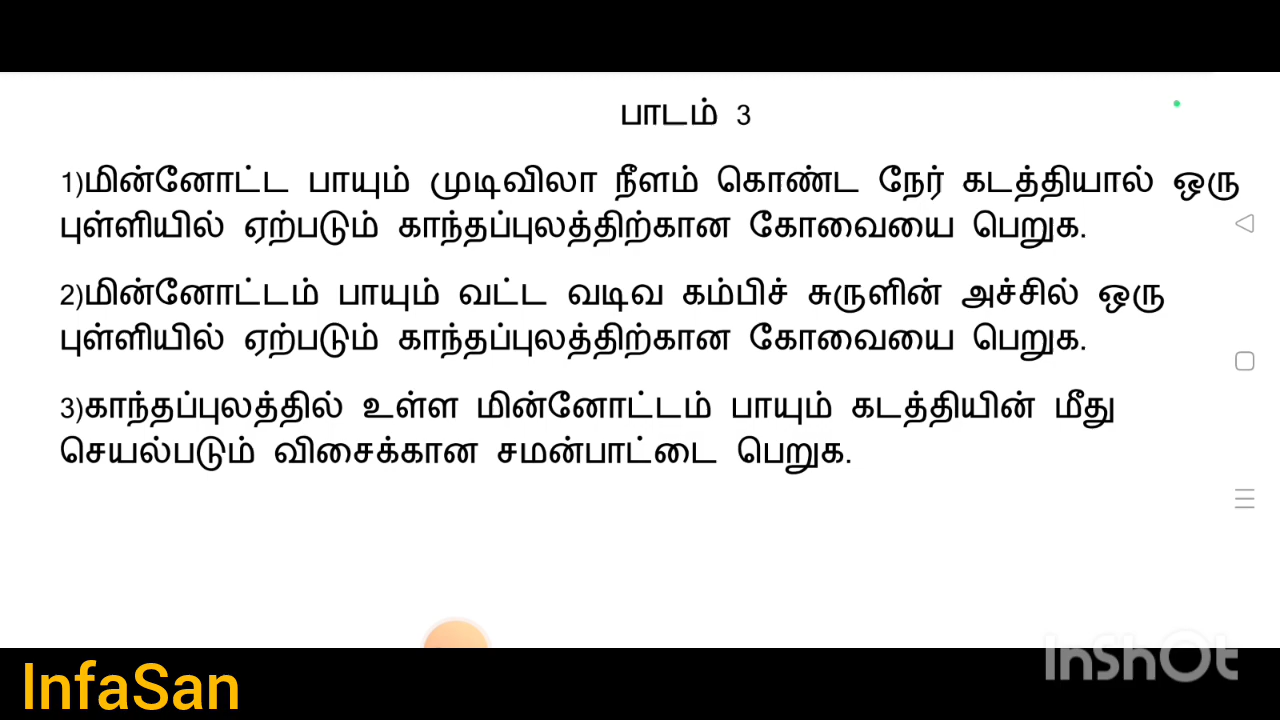 பாடம் 3
1)மின்னோட்ட பாயும் முடிவிலா நீளம் கொண்ட நேர் கடத்தியால் ஒரு
புள்ளியில் ஏற்படும் காந்தப்புலத்திற்கான கோவையை பெறுக.
2)மின்னோட்டம் பாயும் வட்ட வடிவ கம்பிச் சுருளின் அச்சில் ஒரு
புள்ளியில் ஏற்படும் காந்தப்புலத்திற்கான கோவையை பெறுக.
3)காந்தப்புலத்தில் உள்ள மின்னோட்டம் பாயும் கடத்தியின் மீது
செயல்படும் விசைக்கான சமன்பாட்டை பெறுக.
InShOt
InfaSan